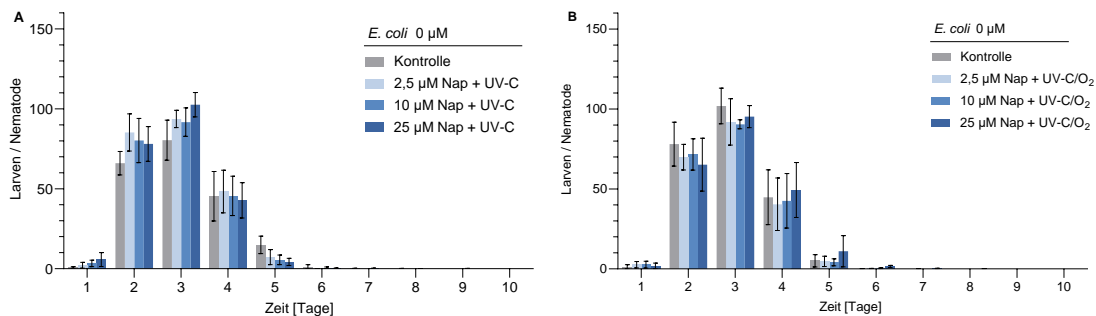 A
Larven / Nematode
150
100
50
0
E. coli 0 µM
Kontrolle
2,5 µM Nap + UV-C
10 µM Nap + UV-C
25 µM Nap + UV-C
1 2 3 4 5 6 7 8 9 10
Zeit [Tage]
B
Larven / Nematode
150
100
50
0
E. coli 0 µM
Kontrolle
2,5 µM Nap + UV-C/O₂
10 µM Nap + UV-C/O₂
25 µM Nap + UV-C/O₂
1 2 3 4 5 6 7 8 9 10
Zeit [Tage]